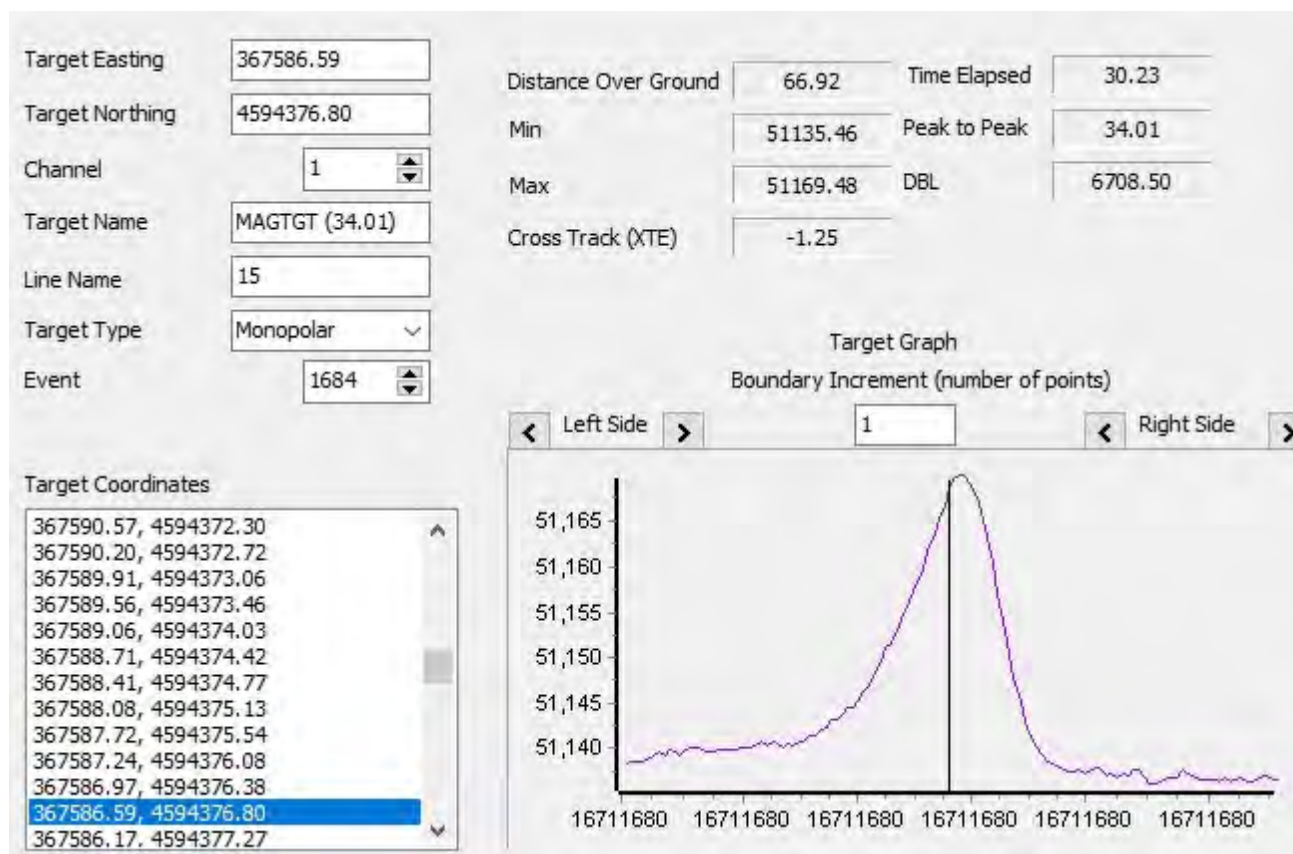 Target Easting 367586.59
Target Northing 4594376.80
Channel 1
Target Name MAGTGT (34.01)
Line Name 15
Target Type Monopolar
Event 1684
Distance Over Ground 66.92 Time Elapsed 30.23
Min 51135.46 Peak to Peak 34.01
Max 51169.48 DBL 6708.50
Cross Track (XTE) -1.25
Target Graph
Boundary Increment (number of points)
< Left Side > 1 < Right Side >
Target Coordinates
367590.57, 4594372.30
367590.20, 4594372.72
367589.91, 4594373.06
367589.56, 4594373.46
367589.06, 4594374.03
367588.71, 4594374.42
367588.41, 4594374.77
367588.08, 4594375.13
367587.72, 4594375.54
367587.24, 4594376.08
367586.97, 4594376.38
367586.59, 4594376.80
367586.17, 4594377.27
51,165
51,160
51,155
51,150
51,145
51,140
16711680 16711680 16711680 16711680 16711680 16711680